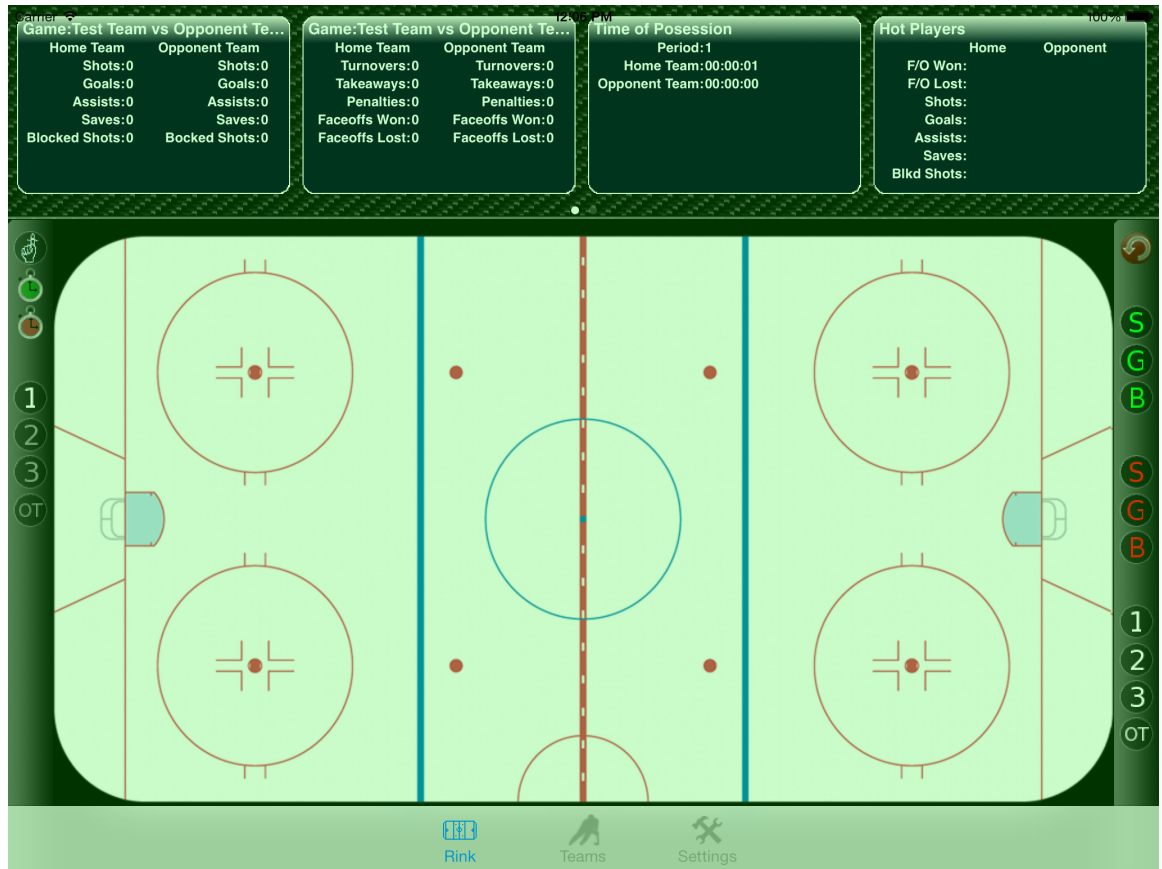 Carrier 12:06 PM 100%
Game:Test Team vs Opponent Te...
Home Team Opponent Team
Shots:0 Shots:0
Goals:0 Goals:0
Assists:0 Assists:0
Saves:0 Saves:0
Blocked Shots:0 Bocked Shots:0
Game:Test Team vs Opponent Te...
Home Team Opponent Team
Turnovers:0 Turnovers:0
Takeaways:0 Takeaways:0
Penalties:0 Penalties:0
Faceoffs Won:0 Faceoffs Won:0
Faceoffs Lost:0 Faceoffs Lost:0
Time of Posession
Period:1
Home Team:00:00:01
Opponent Team:00:00:00
Hot Players
Home Opponent
F/O Won:
F/O Lost:
Shots:
Goals:
Assists:
Saves:
Blkd Shots:
1
2
3
OT
S
G
B
S
G
B
1
2
3
OT
Rink Teams Settings